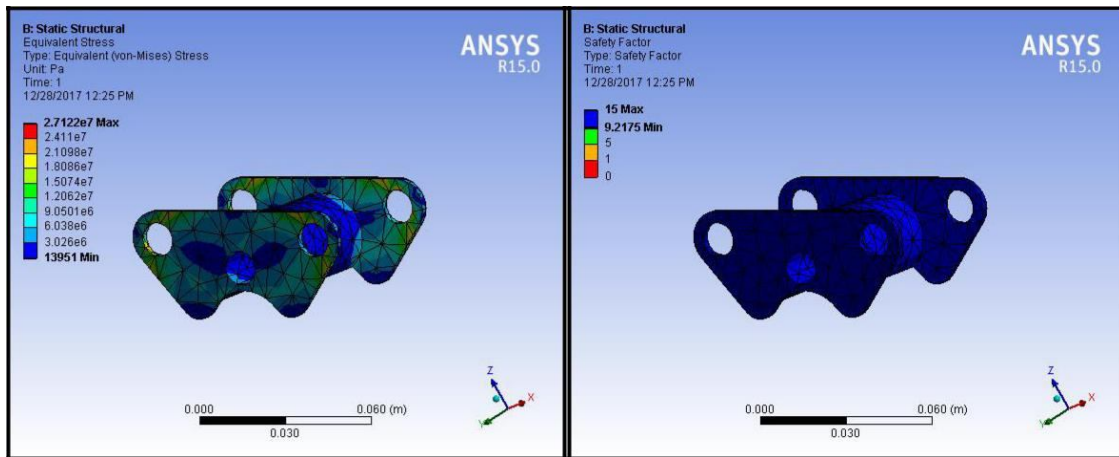 B: Static Structural
Equivalent Stress
Type: Equivalent (von-Mises) Stress
Unit: Pa
Time: 1
12/28/2017 12:25 PM
2.7122e7 Max
2.411e7
2.1098e7
1.8086e7
1.5074e7
1.2062e7
9.0501e6
6.038e6
3.026e6
13951 Min
ANSYS
R15.0
Z
X
Y
0.000
0.060 (m)
0.030
B: Static Structural
Safety Factor
Type: Safety Factor
Time: 1
12/28/2017 12:25 PM
15 Max
9.2175 Min
5
1
0
ANSYS
R15.0
Z
X
Y
0.000
0.060 (m)
0.030